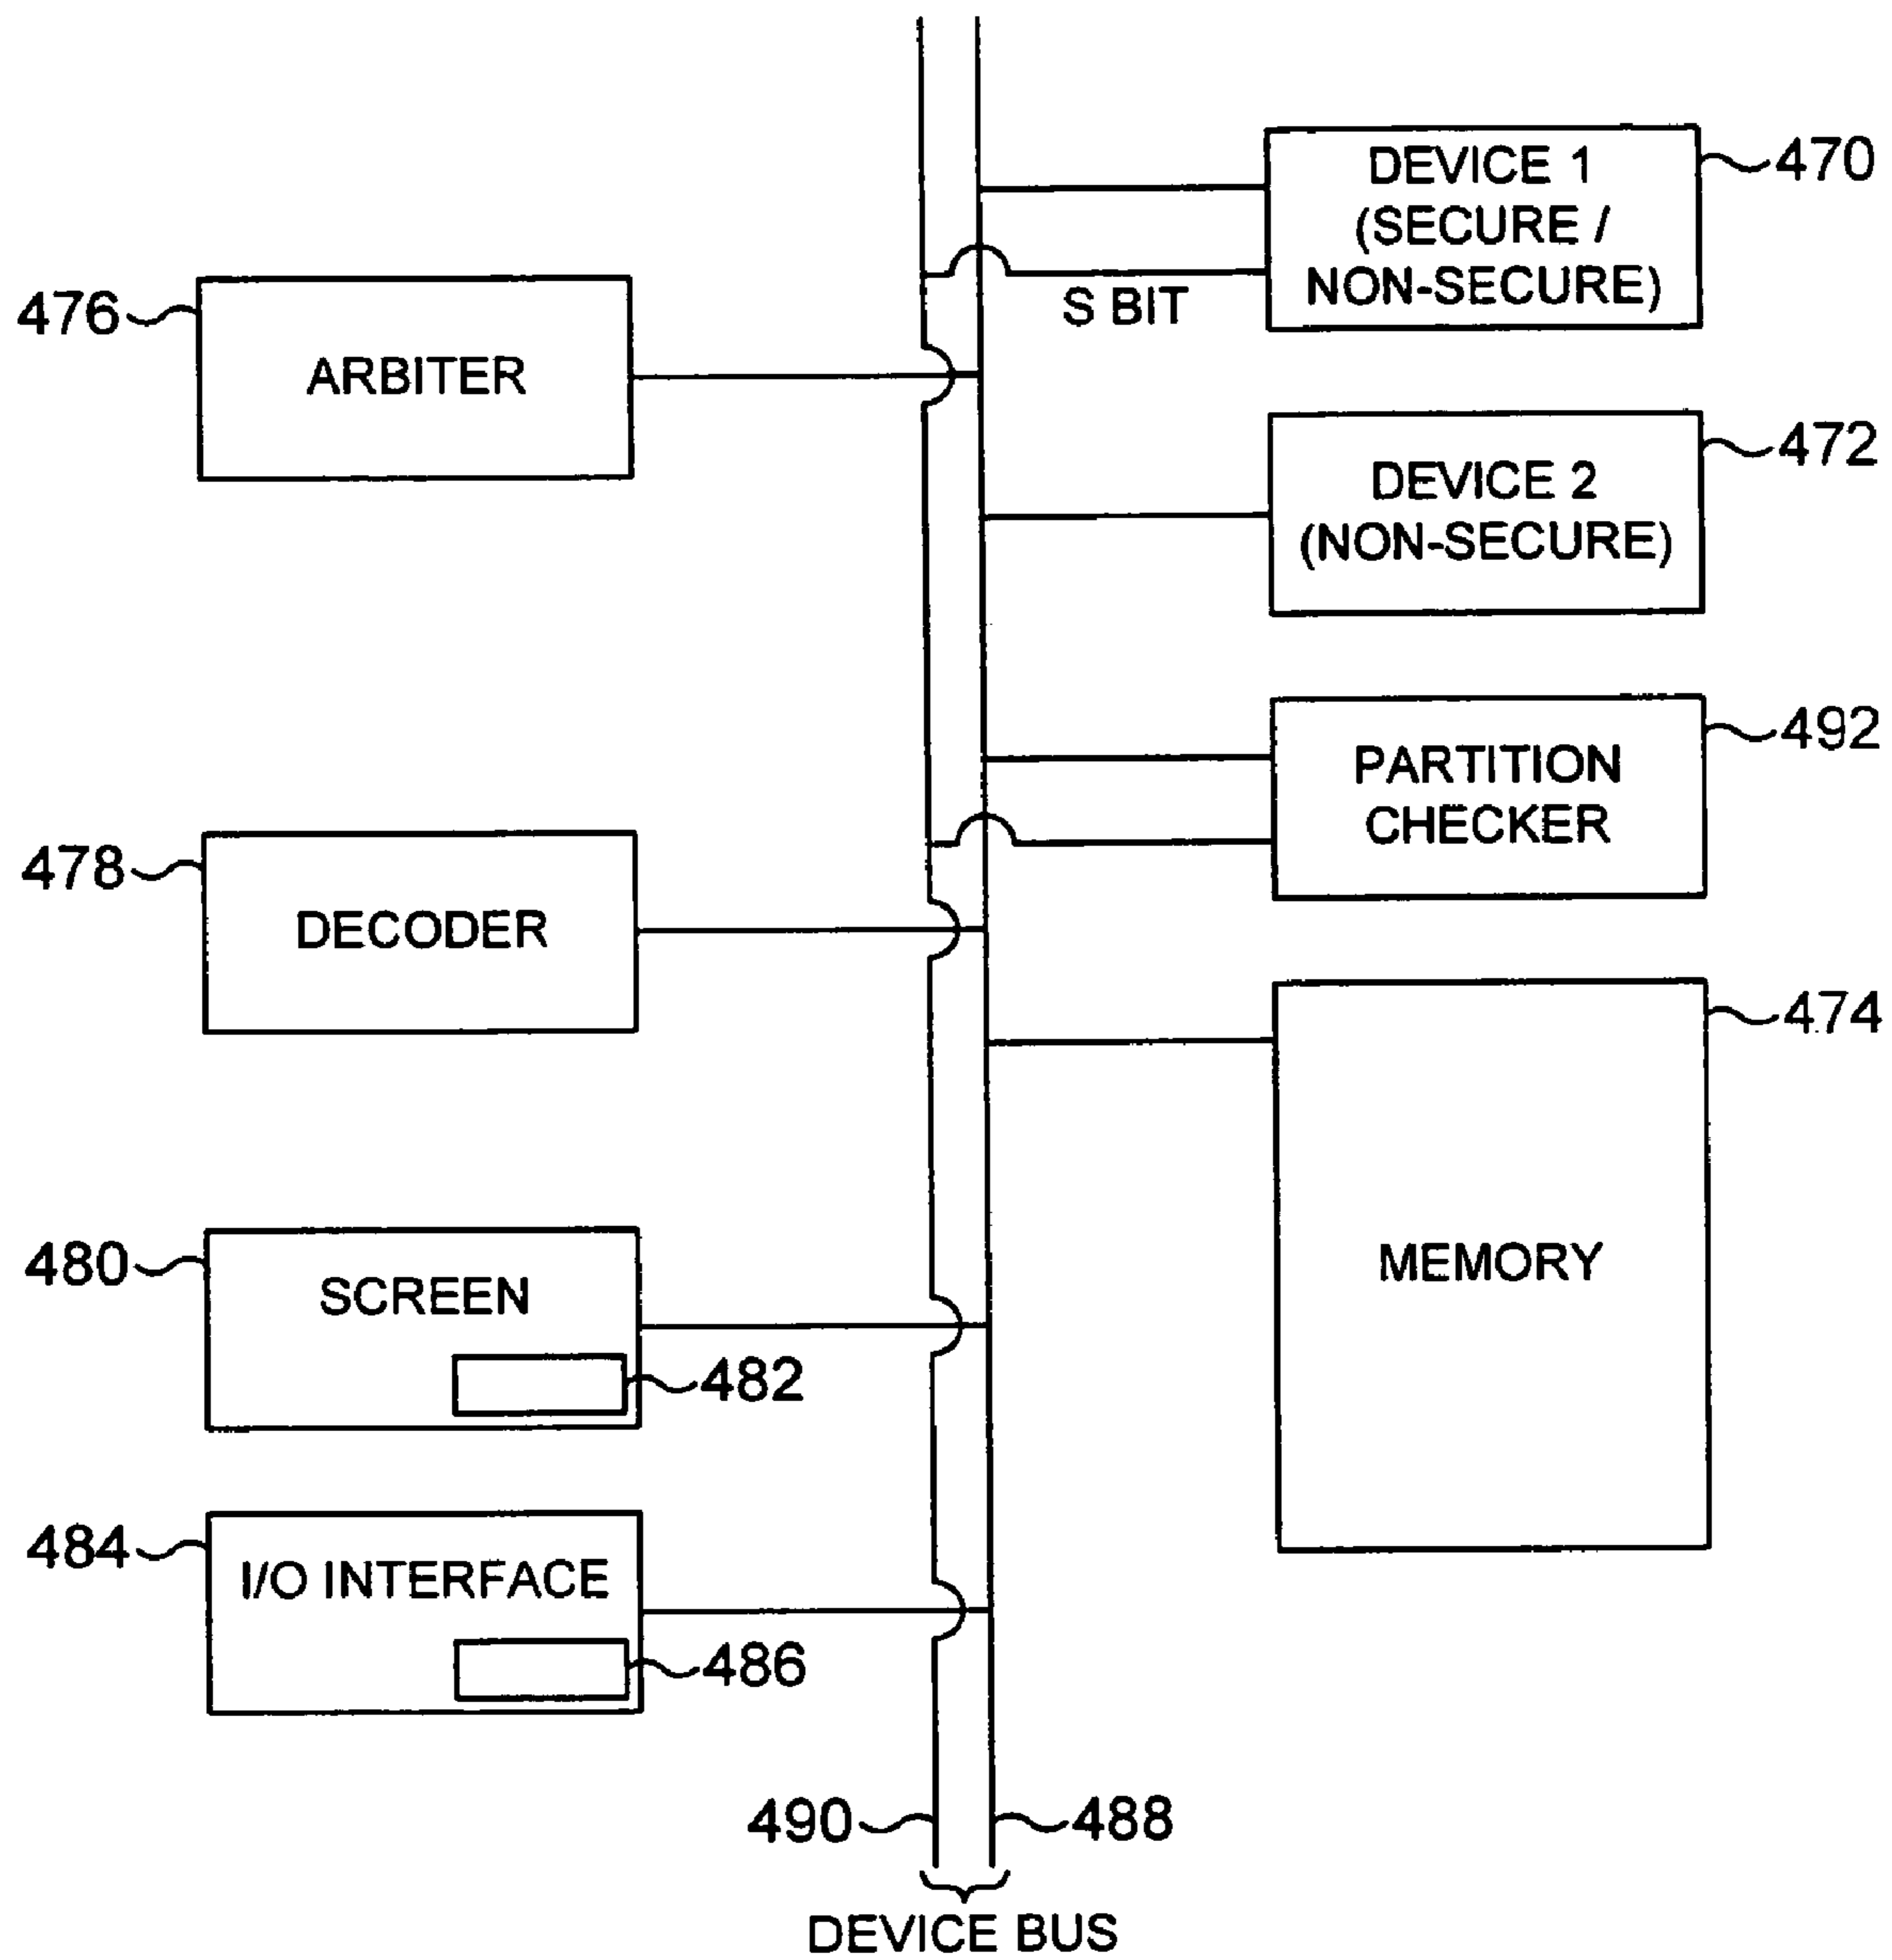 DEVICE 1
(SECURE /
NON-SECURE)
470
S BIT
476
ARBITER
DEVICE 2
(NON-SECURE)
472
PARTITION
CHECKER
492
478
DECODER
474
MEMORY
480
SCREEN
482
484
I/O INTERFACE
486
490
488
DEVICE BUS